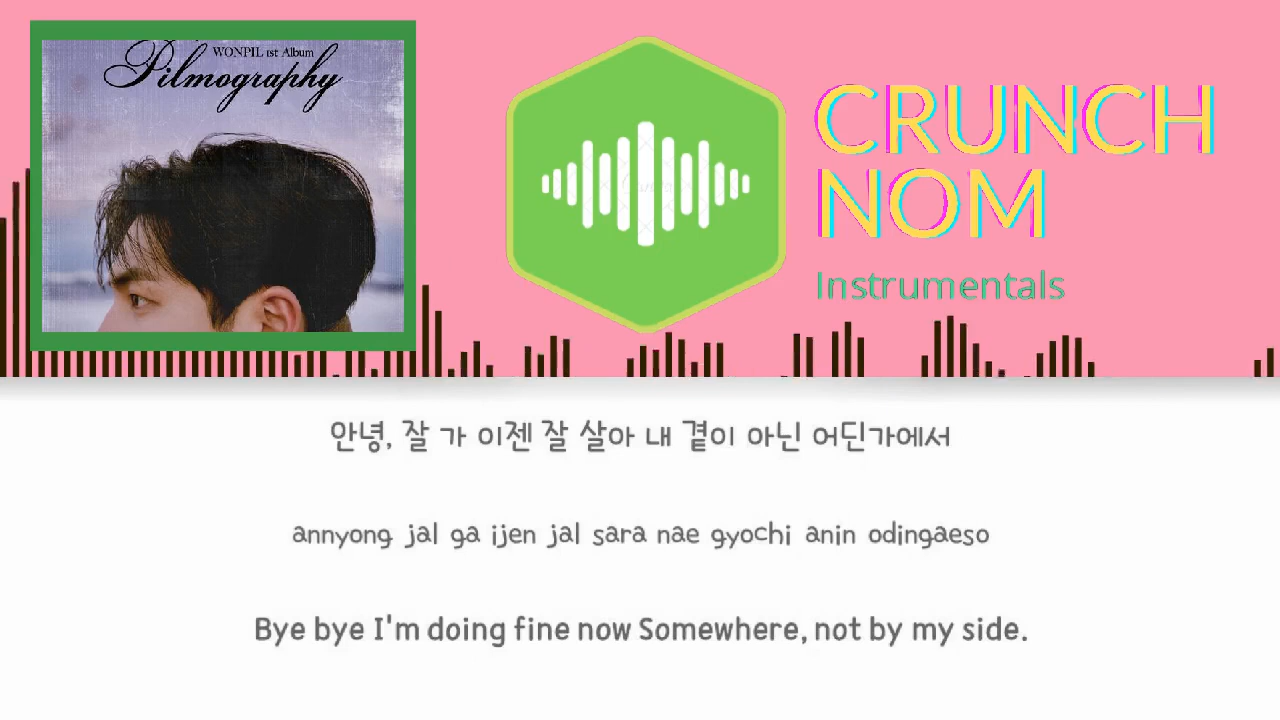 WONPIL 1st Album
Pilmography
CRUNCH
NOM
Instrumentals
안녕, 잘 가 이젠 잘 살아 내 곁이 아닌 어딘가에서
annyong jal ga ijen jal sara nae gyochi anin odingaeso
Bye bye I'm doing fine now Somewhere, not by my side.